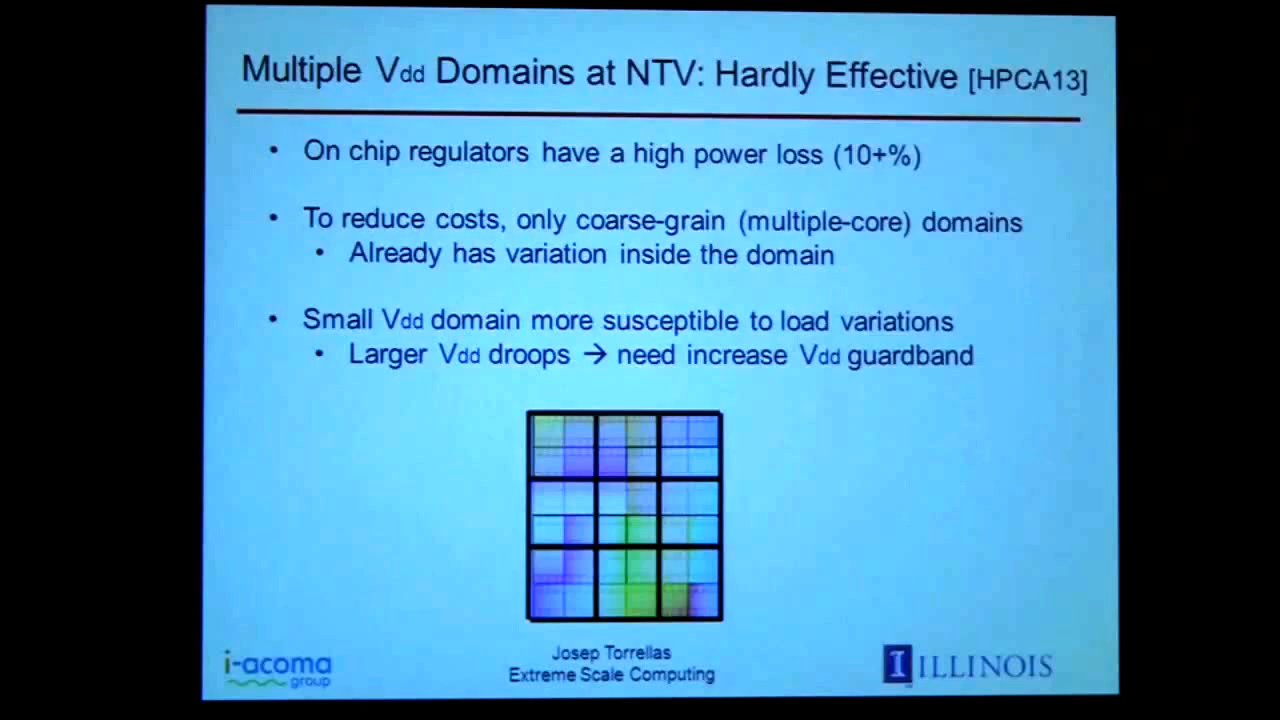 Multiple Vdd Domains at NTV: Hardly Effective [HPCA13]
• On chip regulators have a high power loss (10+%)
• To reduce costs, only coarse-grain (multiple-core) domains
• Already has variation inside the domain
• Small Vdd domain more susceptible to load variations
• Larger Vdd droops → need increase Vdd guardband
i-acoma
group
Josep Torrellas
Extreme Scale Computing
I ILLINOIS